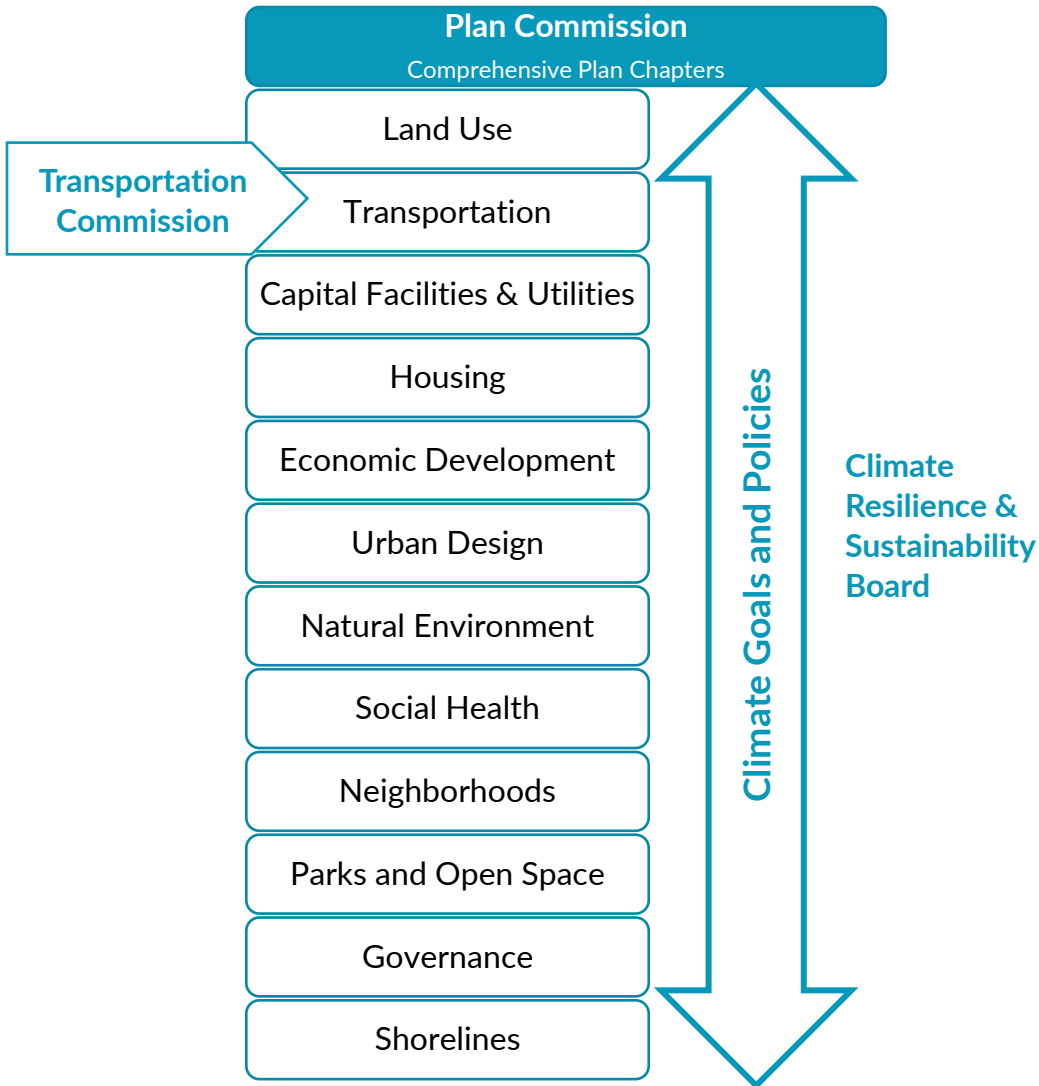 Plan Commission
Comprehensive Plan Chapters
Land Use
Transportation
Commission
Transportation
Capital Facilities & Utilities
Housing
Economic Development
Urban Design
Natural Environment
Social Health
Neighborhoods
Parks and Open Space
Governance
Shorelines
Climate Goals and Policies
Climate
Resilience &
Sustainability
Board